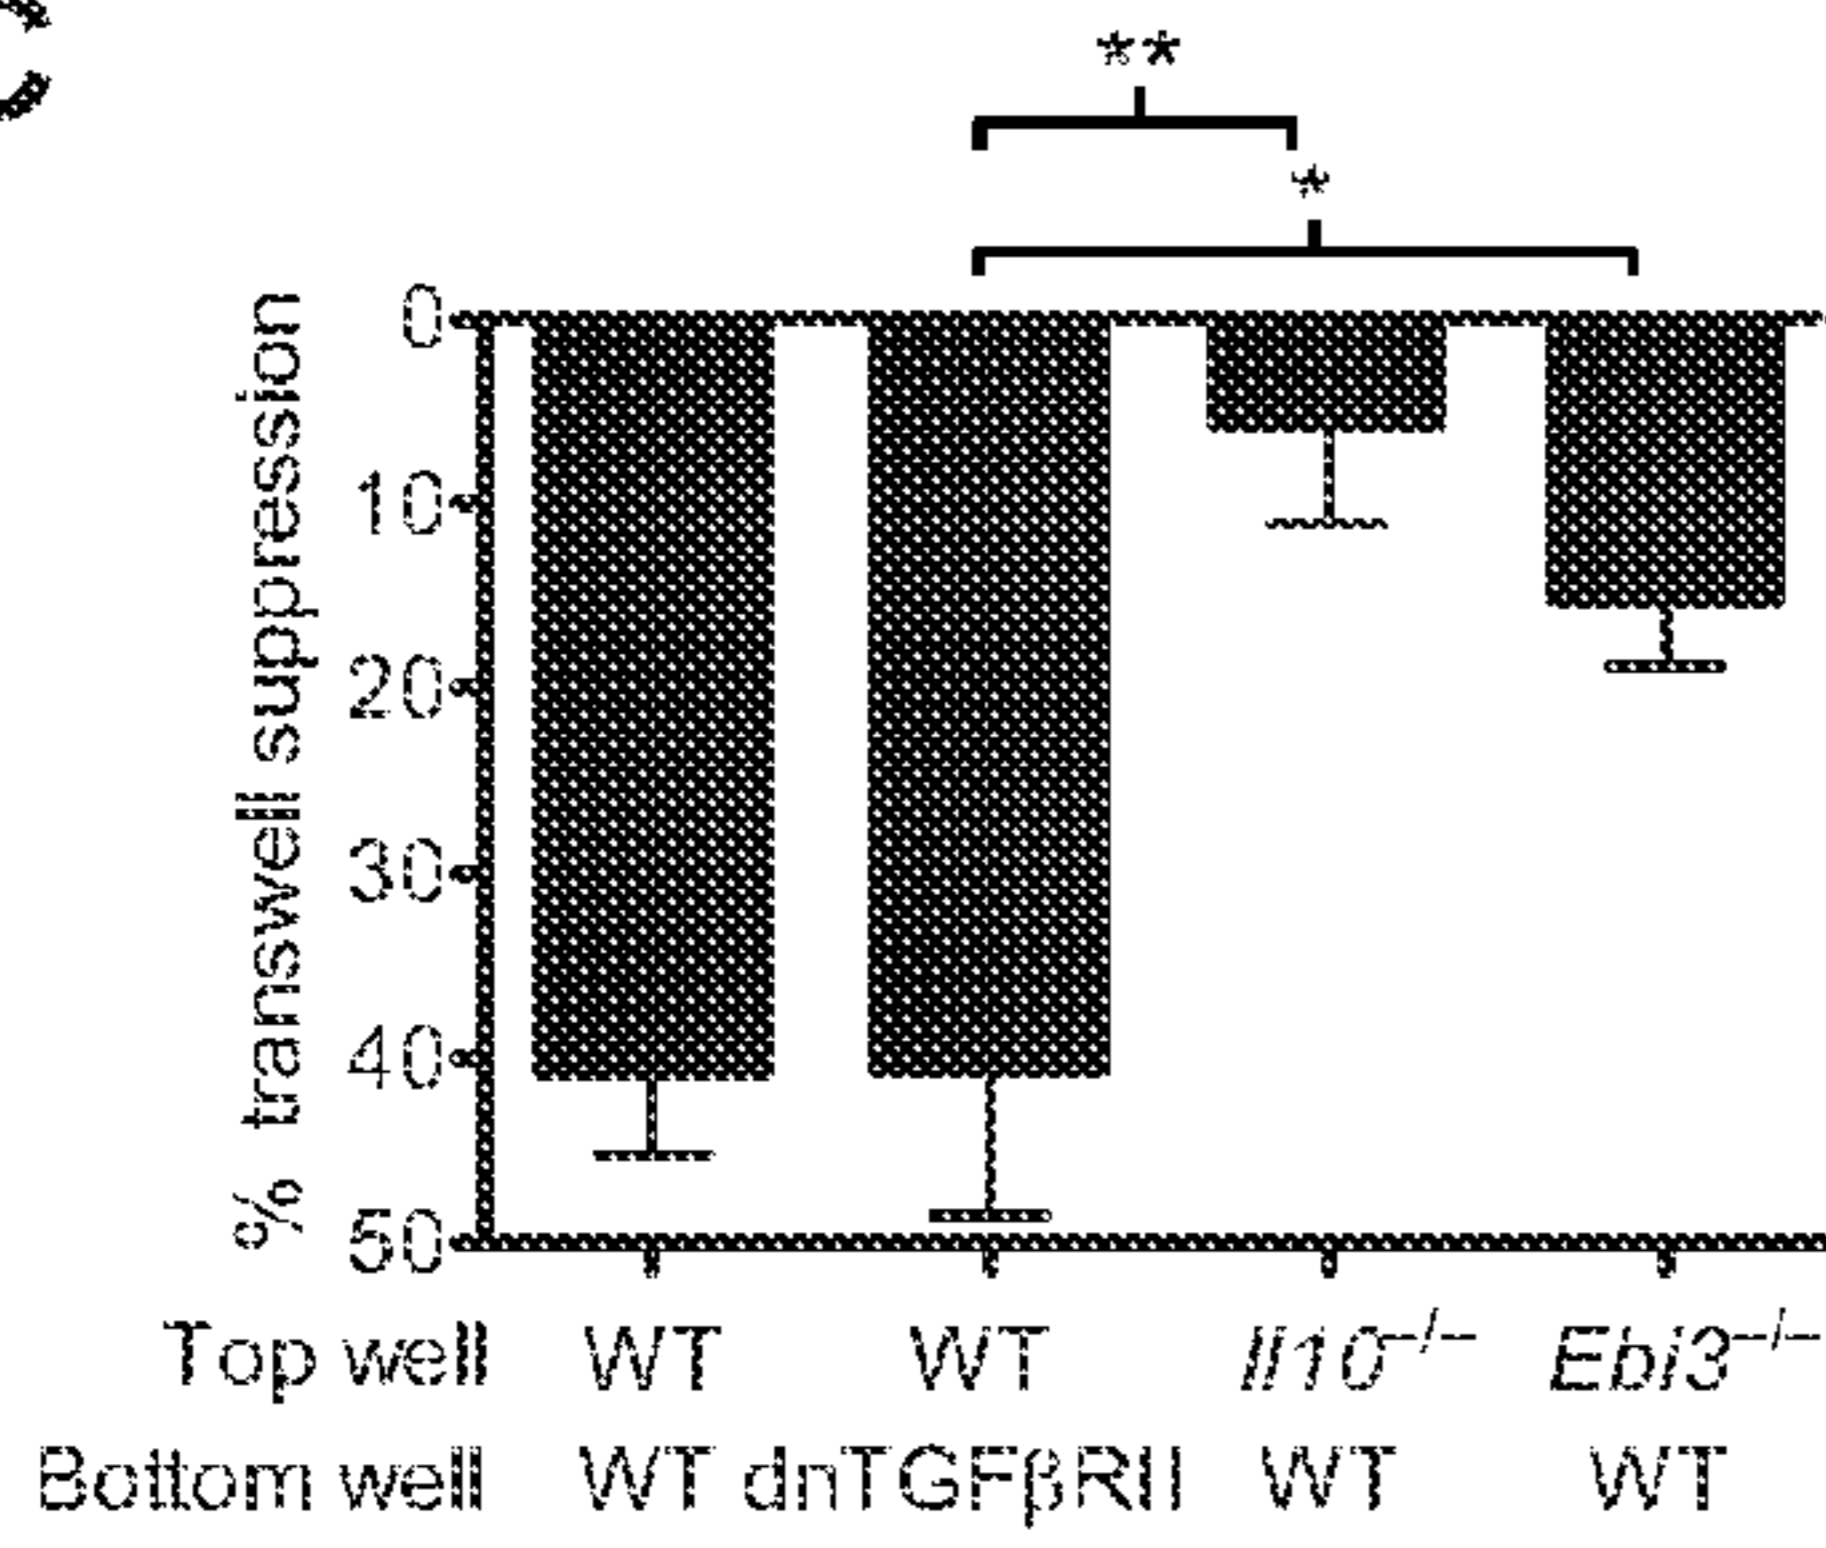 **
*
% transwell suppression
0
10
20
30
40
50
Top well WT WT Il10–/– Ebi3–/–
Bottom well WT dnTGFβRII WT WT